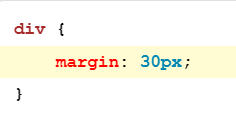 div {
    margin: 30px;
}